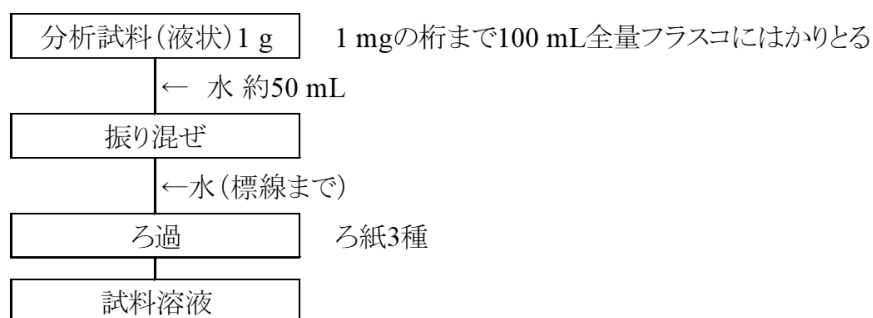 分析試料(液状)1 g 1 mgの桁まで100 mL全量フラスコにはかりとる
← 水 約50 mL
振り混ぜ
←水(標線まで)
ろ過 ろ紙3種
試料溶液